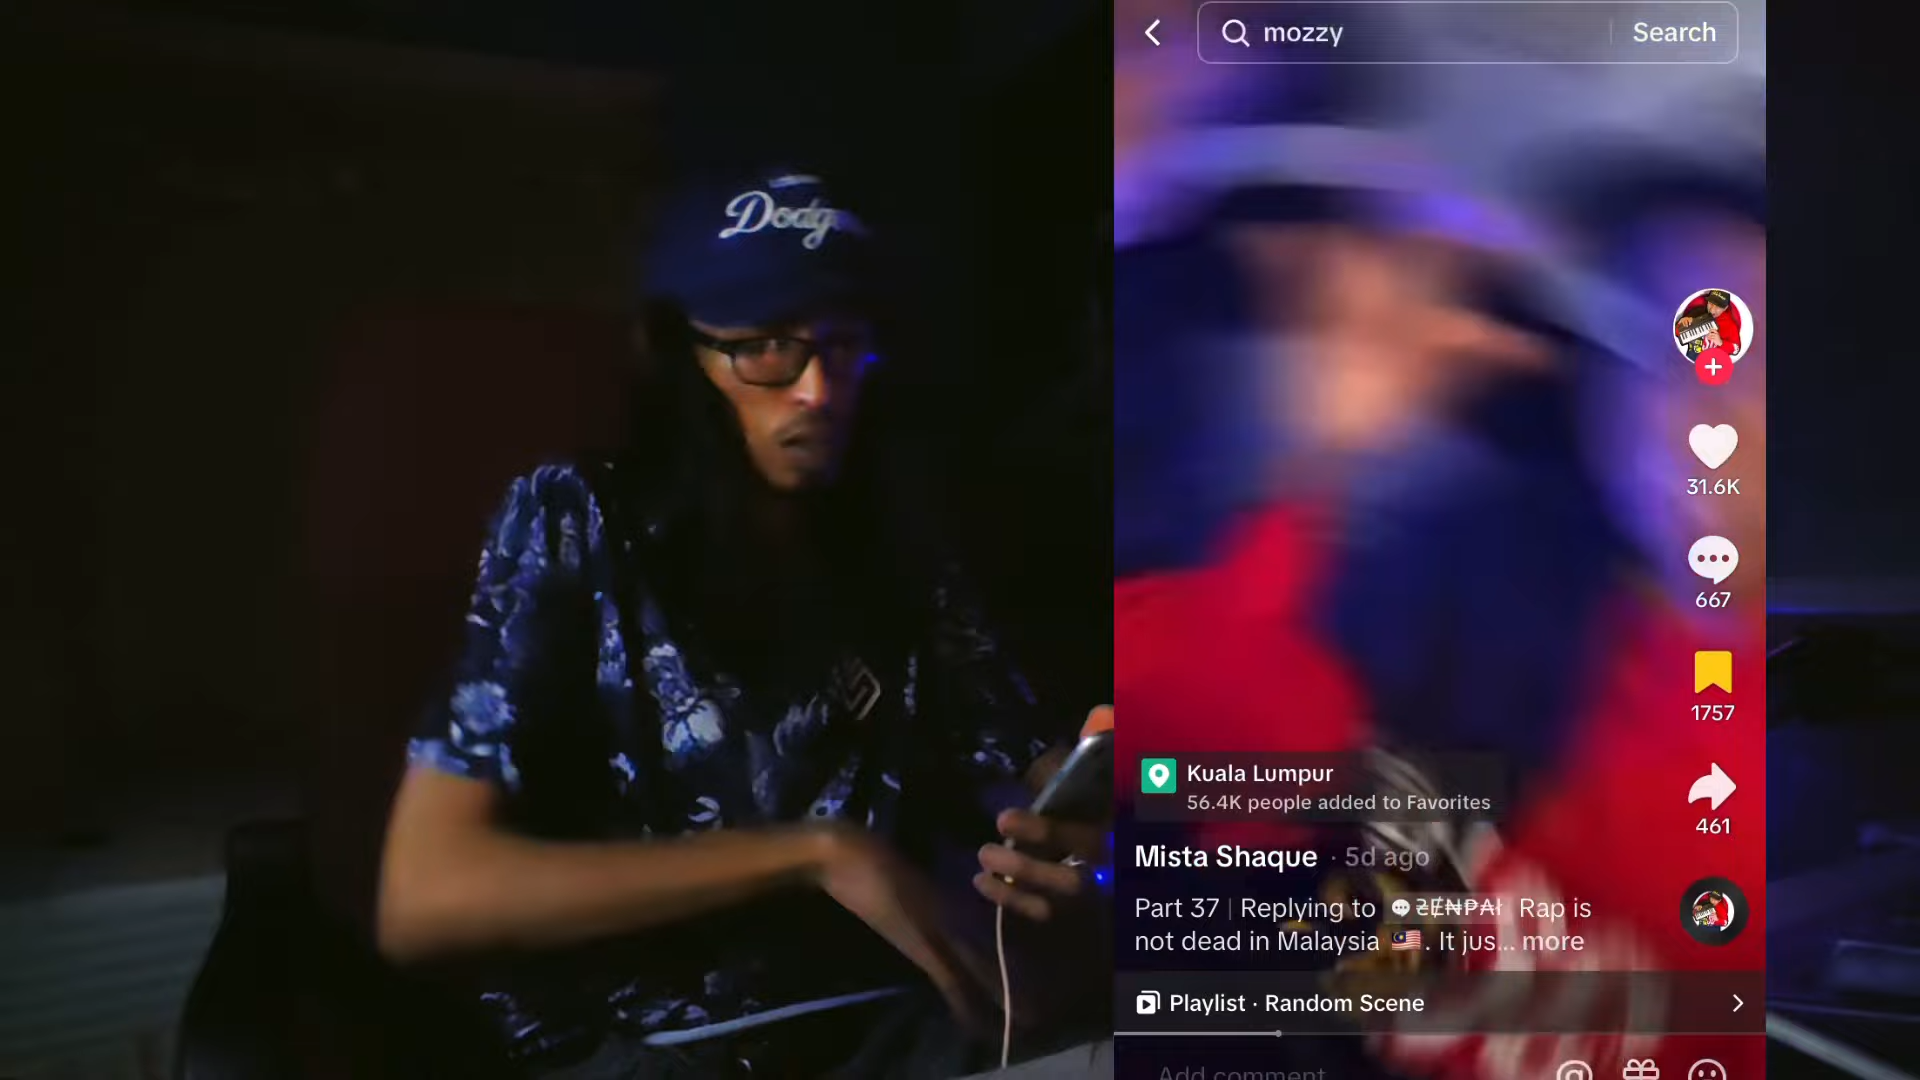 Dodg
mozzy
Search
31.6K
667
1757
461
Kuala Lumpur
56.4K people added to Favorites
Mista Shaque · 5d ago
Part 37 | Replying to ƧɆ₦₱₳ł Rap is
not dead in Malaysia 🇲🇾. It jus... more
Playlist · Random Scene
Add comment